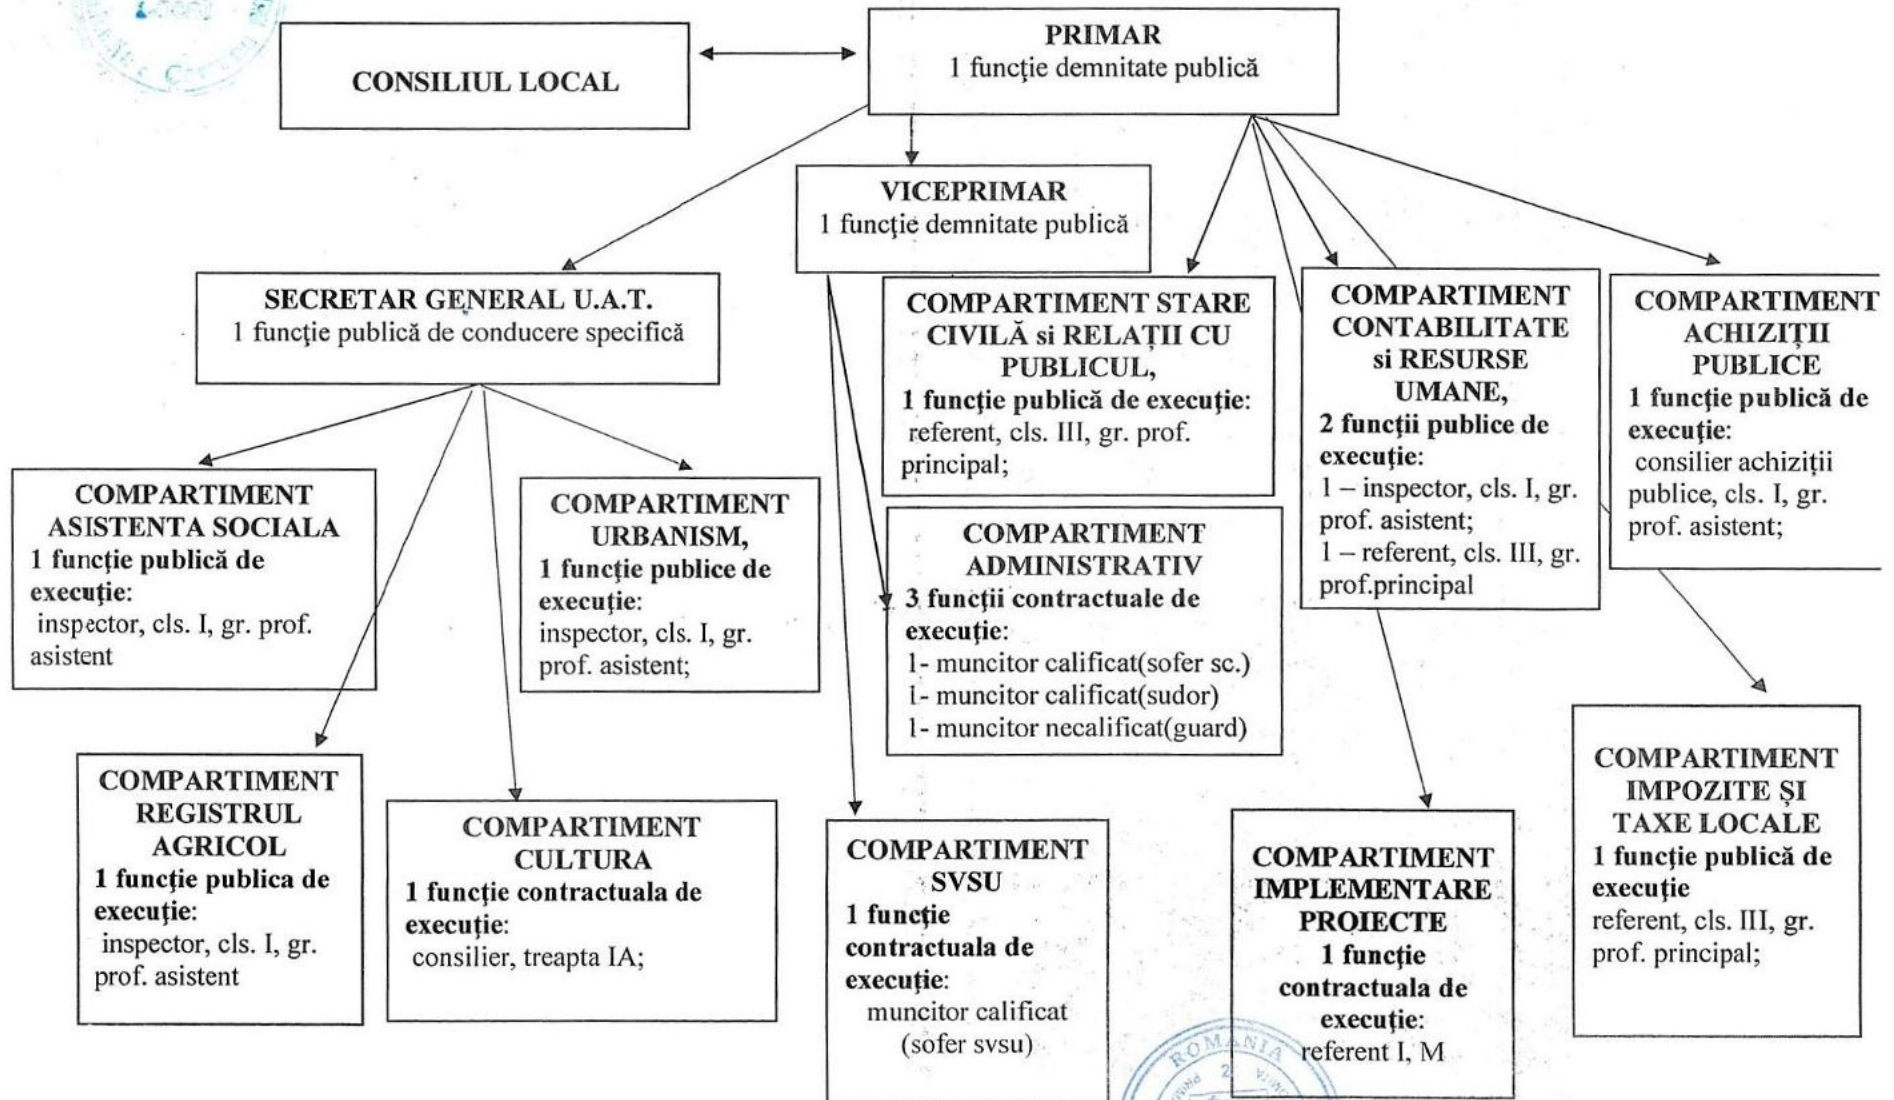 CONSILIUL LOCAL
PRIMAR
1 funcţie demnitate publică
VICEPRIMAR
1 funcţie demnitate publică
SECRETAR GENERAL U.A.T.
1 funcţie publică de conducere specifică
COMPARTIMENT STARE
CIVILĂ si RELAȚII CU
PUBLICUL,
1 funcţie publică de execuţie:
referent, cls. III, gr. prof.
principal;
COMPARTIMENT
CONTABILITATE
si RESURSE
UMANE,
2 funcţii publice de
execuţie:
1 – inspector, cls. I, gr.
prof. asistent;
1 – referent, cls. III, gr.
prof.principal
COMPARTIMENT
ACHIZIȚII
PUBLICE
1 funcţie publică de
execuţie:
consilier achiziții
publice, cls. I, gr.
prof. asistent;
COMPARTIMENT
ASISTENTA SOCIALA
1 funcţie publică de
execuţie:
inspector, cls. I, gr. prof.
asistent
COMPARTIMENT
URBANISM,
1 funcţie publice de
execuţie:
inspector, cls. I, gr.
prof. asistent;
COMPARTIMENT
ADMINISTRATIV
3 funcţii contractuale de
execuţie:
1- muncitor calificat(sofer sc.)
1- muncitor calificat(sudor)
1- muncitor necalificat(guard)
COMPARTIMENT
REGISTRUL
AGRICOL
1 funcţie publica de
execuţie:
inspector, cls. I, gr.
prof. asistent
COMPARTIMENT
CULTURA
1 funcţie contractuala de
execuţie:
consilier, treapta IA;
COMPARTIMENT
SVSU
1 funcţie
contractuala de
execuţie:
muncitor calificat
(sofer svsu)
COMPARTIMENT
IMPLEMENTARE
PROIECTE
1 funcţie
contractuala de
execuţie:
referent I, M
COMPARTIMENT
IMPOZITE ȘI
TAXE LOCALE
1 funcţie publică de
execuţie
referent, cls. III, gr.
prof. principal;
ROMANIA
2